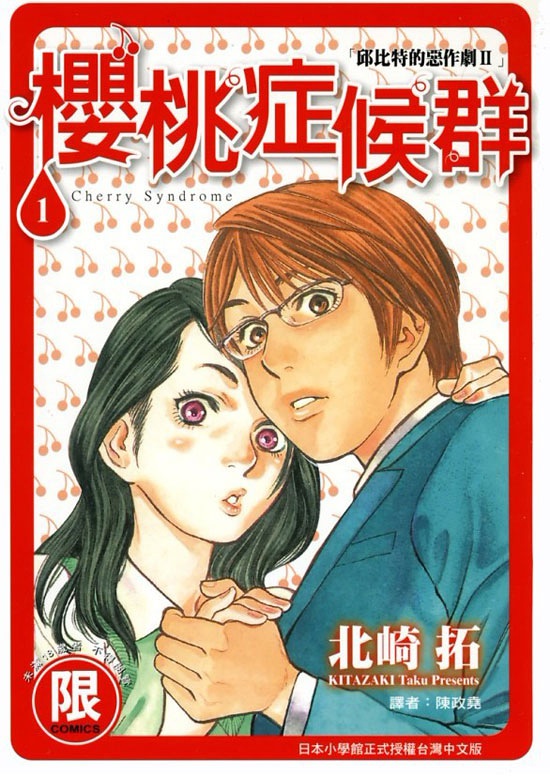 「邱比特的惡作劇II」
櫻桃症候群
1
Cherry Syndrome
北崎 拓
KITAZAKI Taku Presents
譯者：陳政堯
限
COMICS
日本小學館正式授權台灣中文版